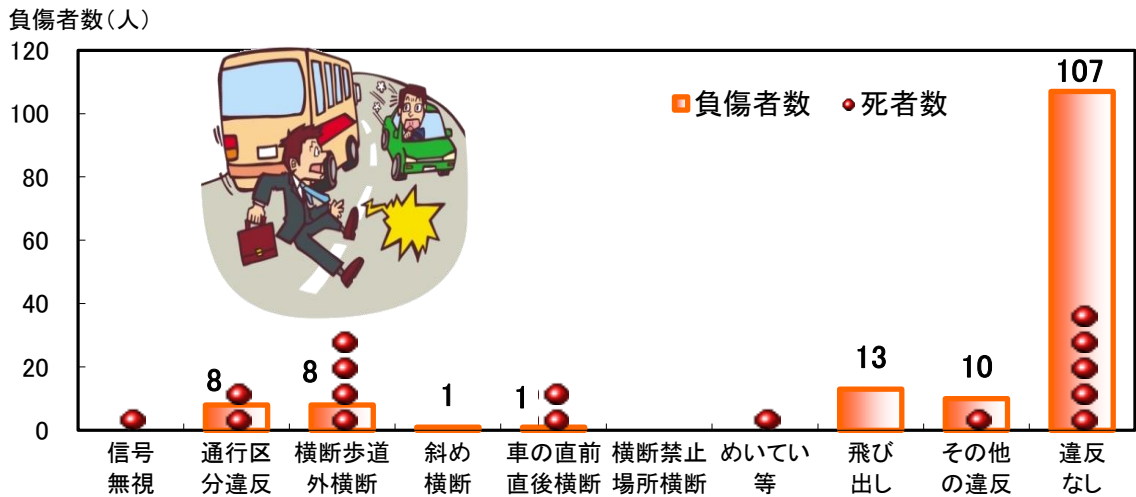 負傷者数(人)
120
100
80
60
40
20
0
負傷者数
死者数
8
8
1
1
13
10
107
信号
無視
通行区
分違反
横断歩道
外横断
斜め
横断
車の直前
直後横断
横断禁止
場所横断
めいてい
等
飛び
出し
その他
の違反
違反
なし